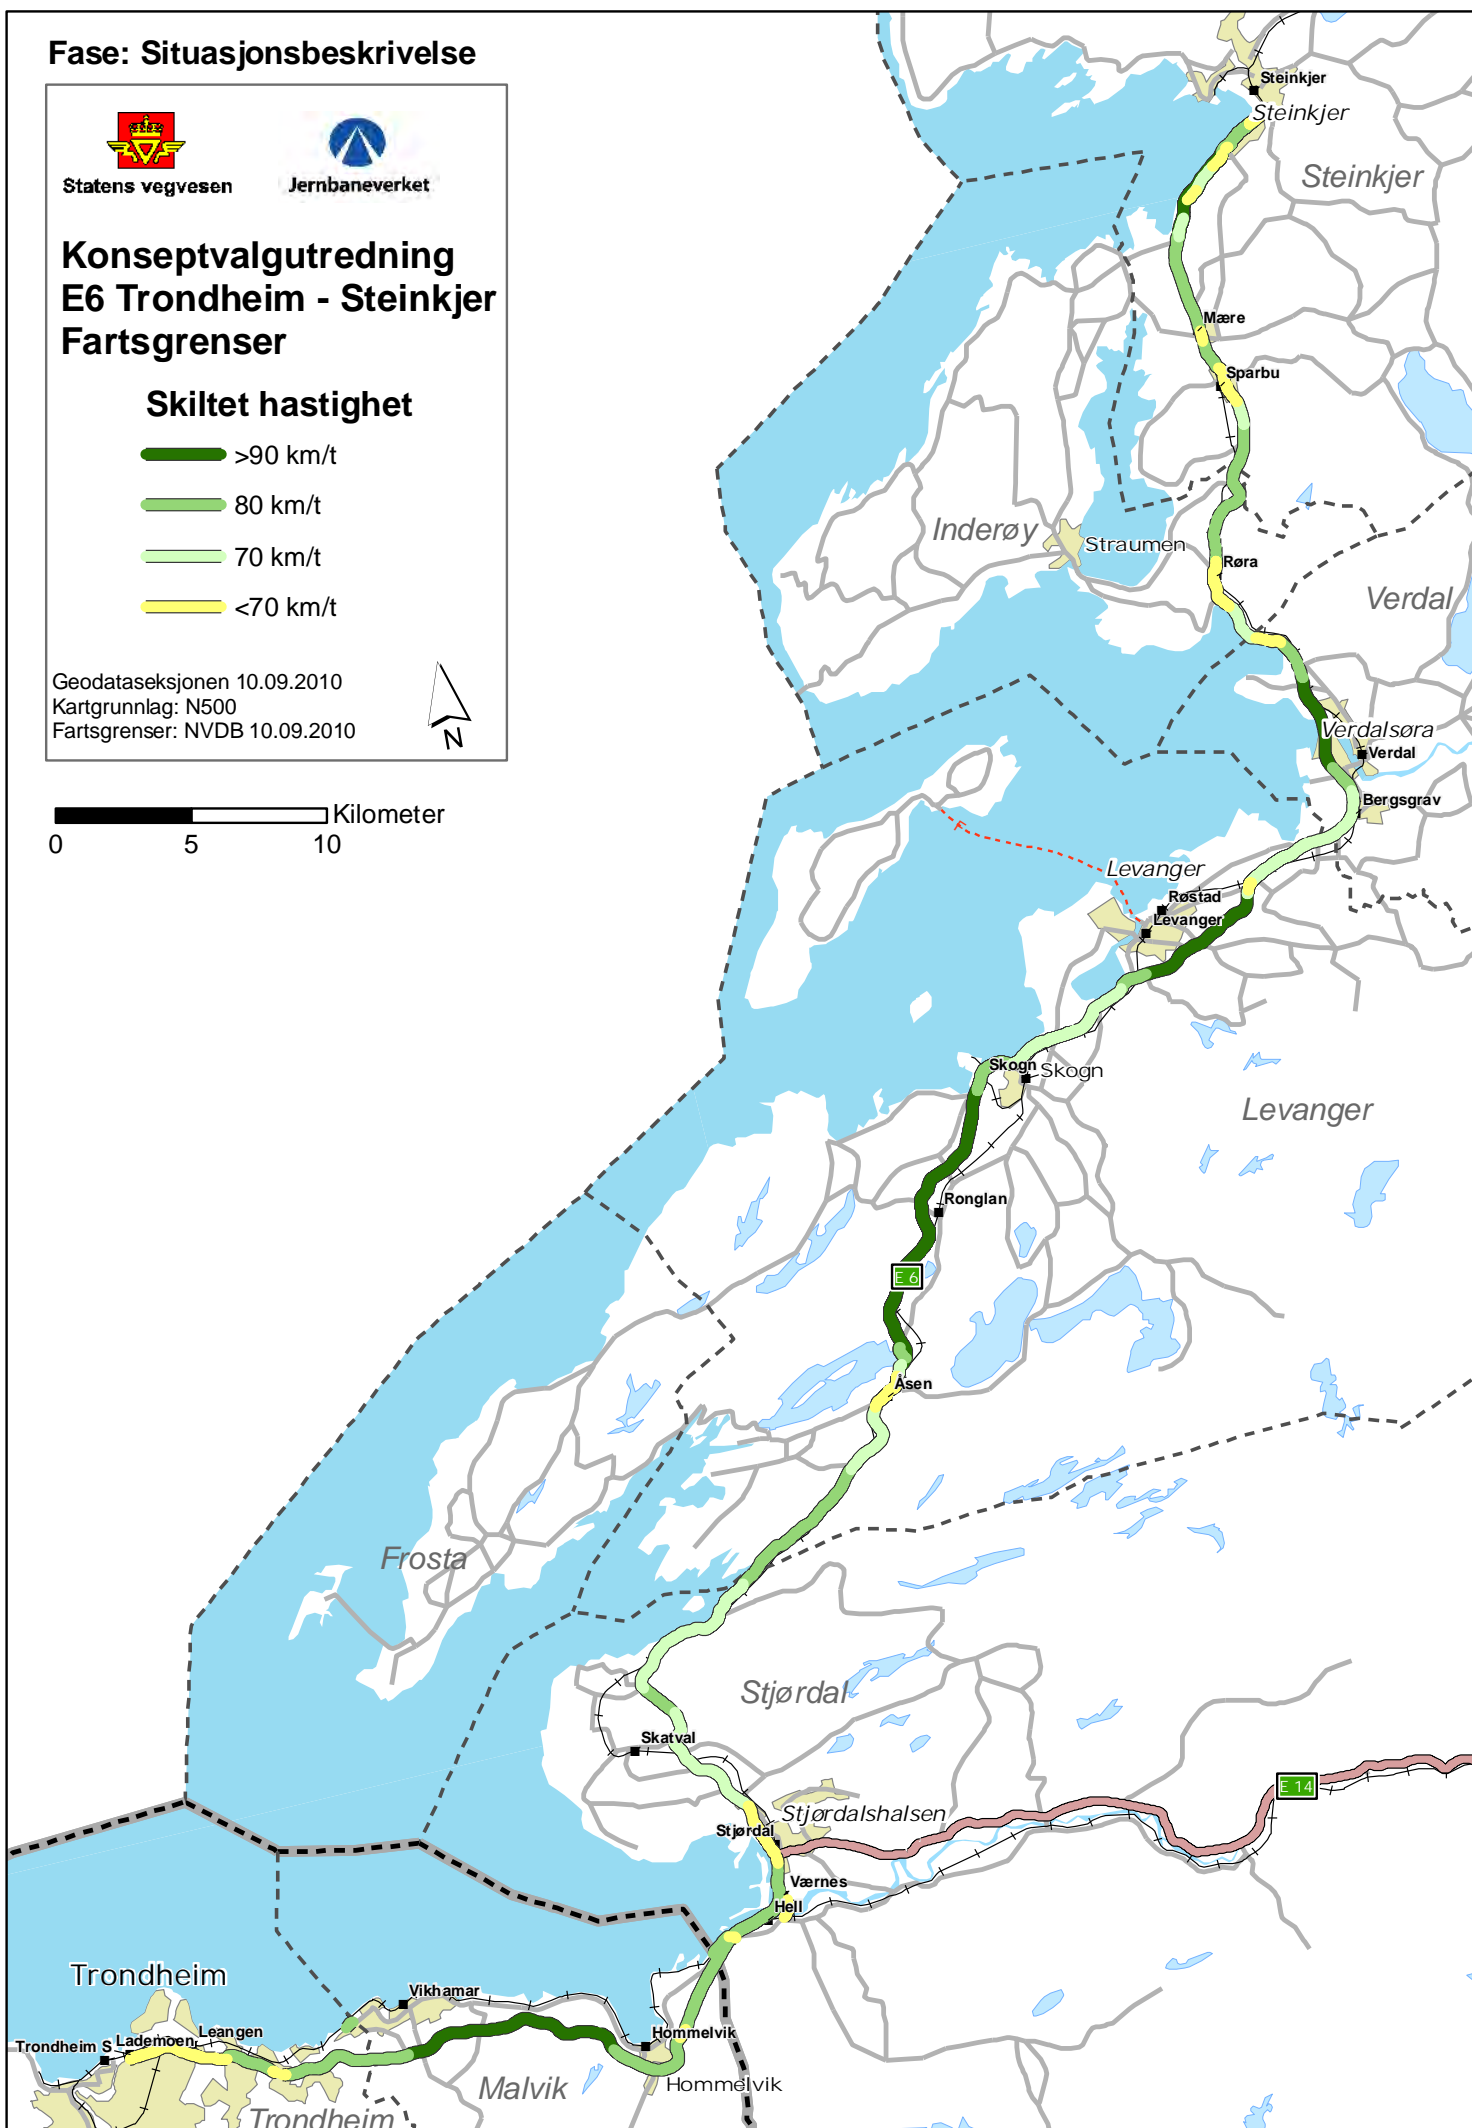 Fase: Situasjonsbeskrivelse
Statens vegvesen
Jernbaneverket
Konseptvalgutredning
E6 Trondheim - Steinkjer
Fartsgrenser
Skiltet hastighet
>90 km/t
80 km/t
70 km/t
<70 km/t
Geodataseksjonen 10.09.2010
Kartgrunnlag: N500
Fartsgrenser: NVDB 10.09.2010
N
Kilometer
0 5 10
Steinkjer
Steinkjer
Steinkjer
Mære
Sparbu
Inderøy
Straumen
Røra
Verdal
Verdalsøra
Verdal
Bergsgrav
Levanger
Røstad
Levanger
Skogn
Skogn
Levanger
Ronglan
E 6
Åsen
Frosta
Stjørdal
Skatval
E 14
Stjørdalshalsen
Stjørdal
Værnes
Hell
Trondheim
Vikhamar
Leangen
Lademoen
Trondheim S
Hommelvik
Hommelvik
Malvik
Trondheim